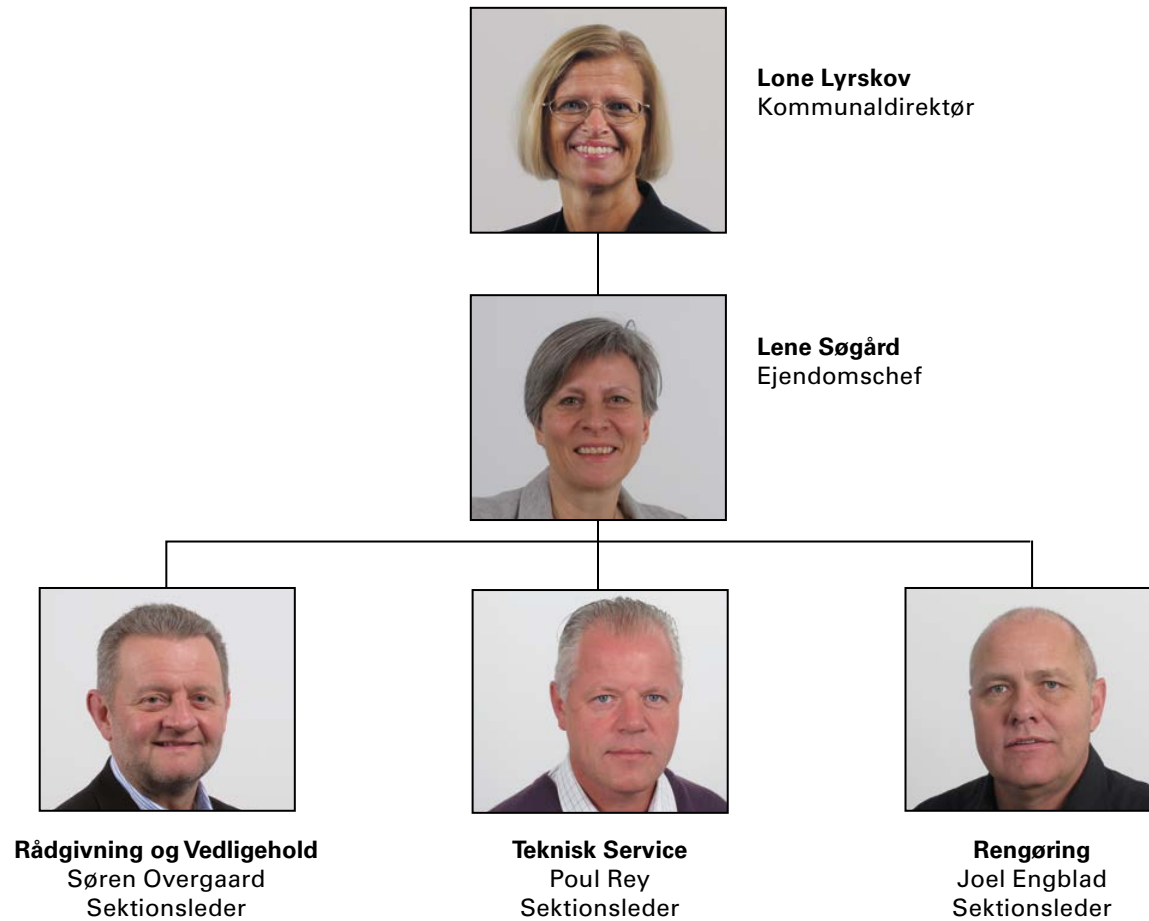 Lone Lyrskov
Kommunaldirektør
Lene Søgård
Ejendomschef
Rådgivning og Vedligehold
Søren Overgaard
Sektionsleder
Teknisk Service
Poul Rey
Sektionsleder
Rengøring
Joel Engblad
Sektionsleder